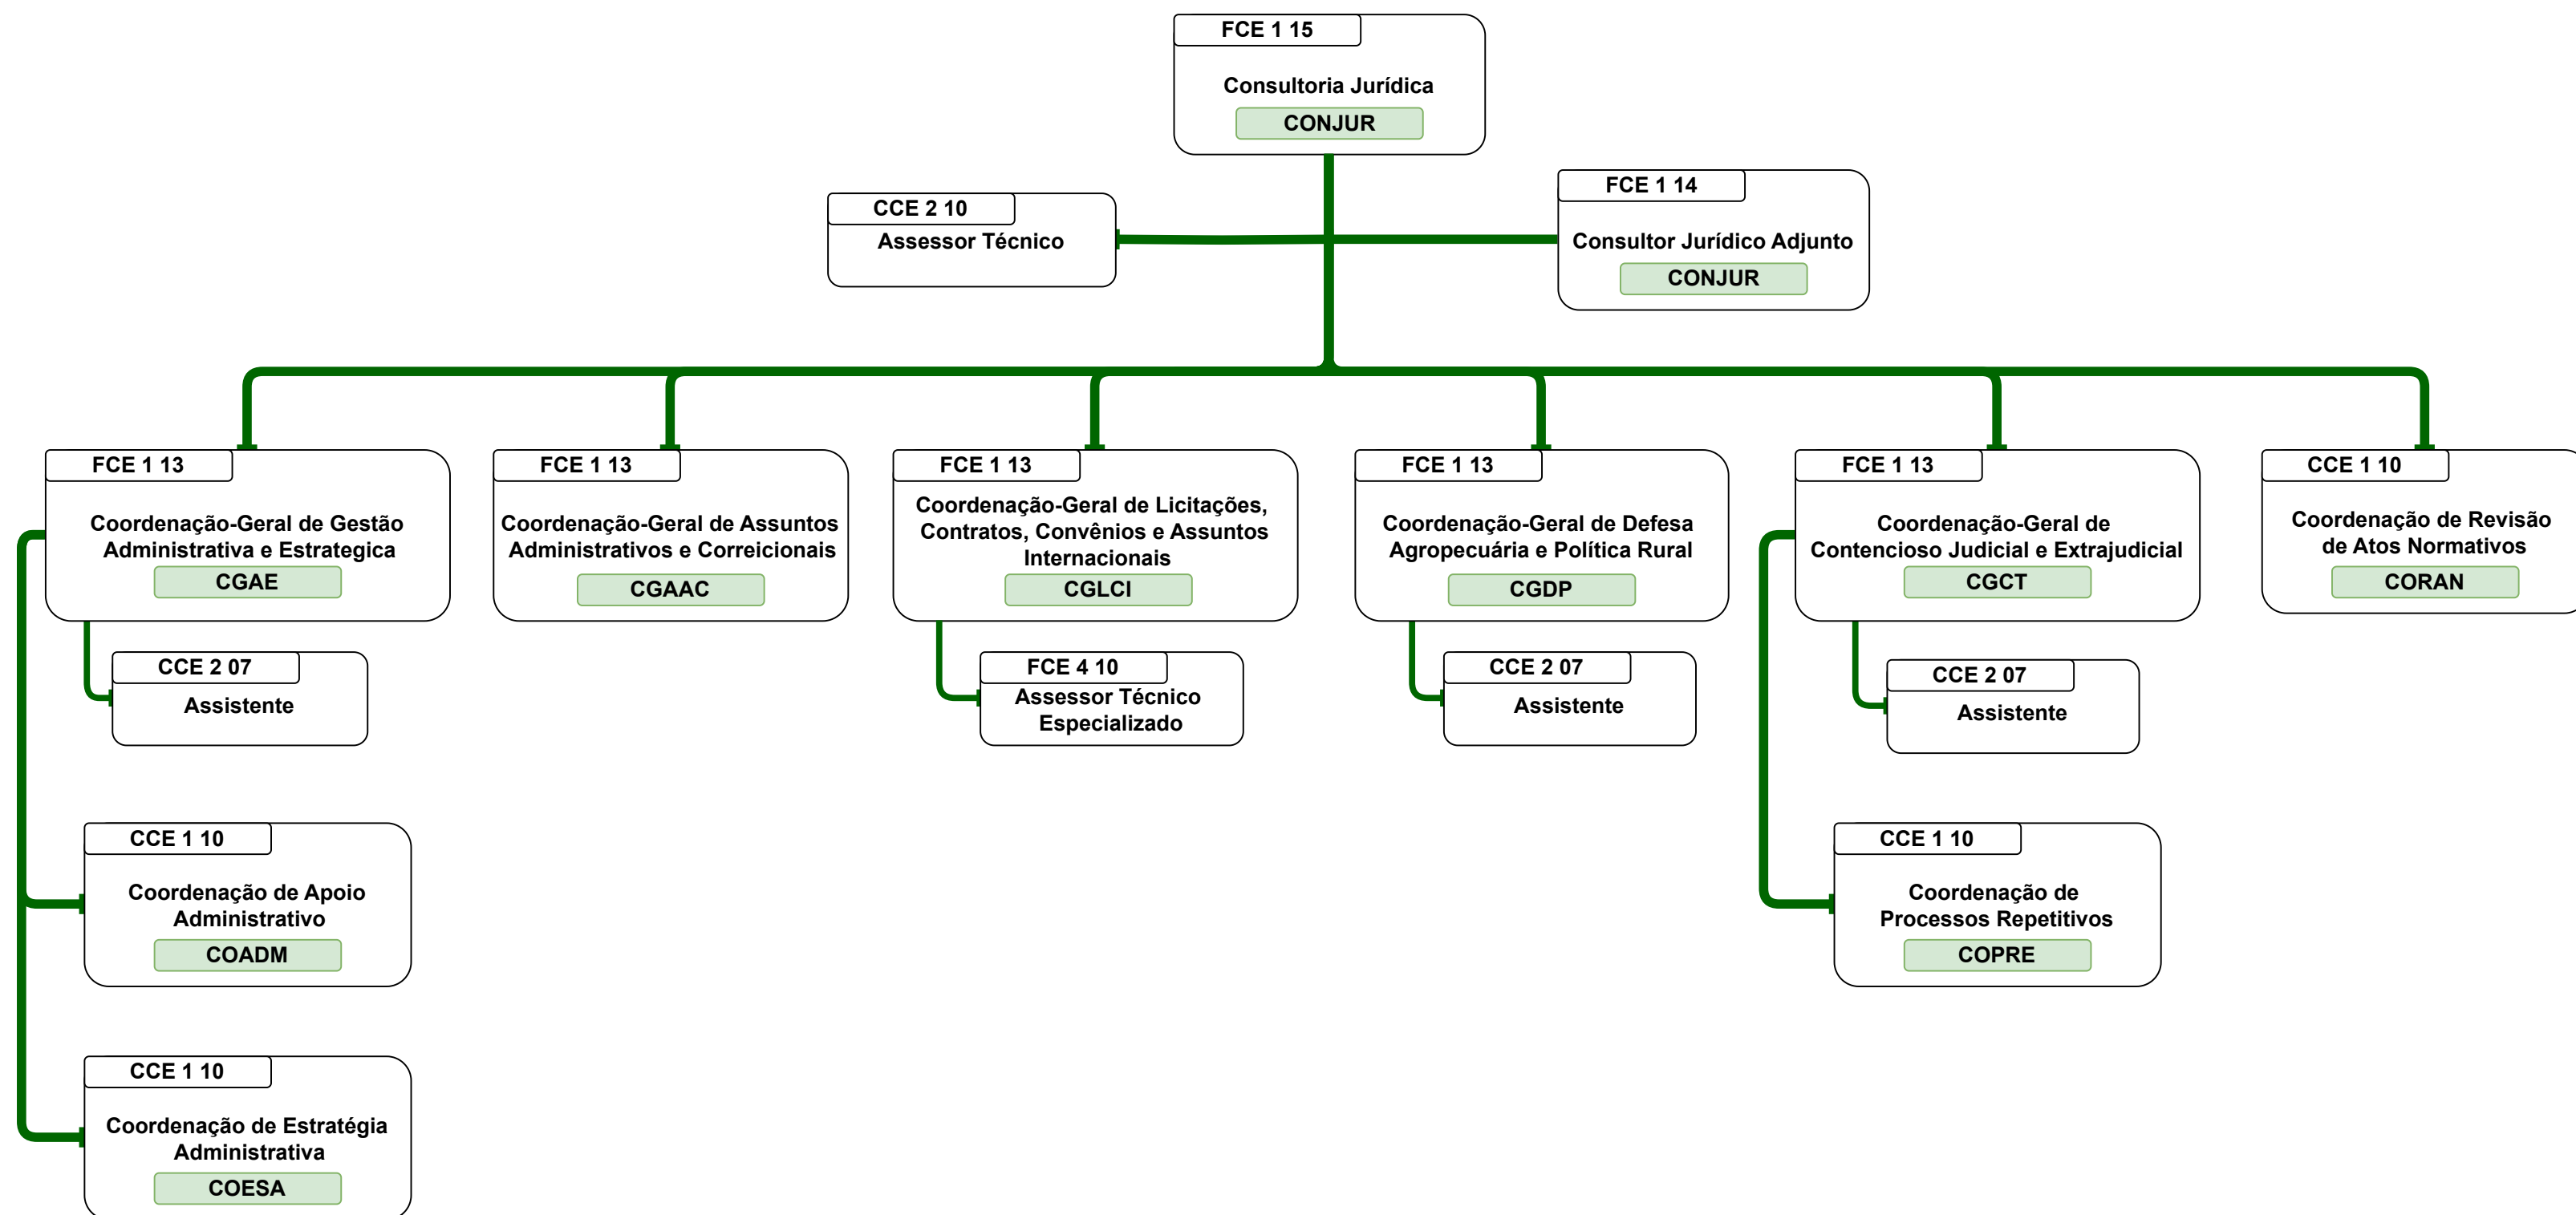 FCE 1 15
Consultoria Jurídica
CONJUR
CCE 2 10
Assessor Técnico
FCE 1 14
Consultor Jurídico Adjunto
CONJUR
FCE 1 13
Coordenação-Geral de Gestão
Administrativa e Estrategica
CGAE
FCE 1 13
Coordenação-Geral de Assuntos
Administrativos e Correicionais
CGAAC
FCE 1 13
Coordenação-Geral de Licitações,
Contratos, Convênios e Assuntos
Internacionais
CGLCI
FCE 1 13
Coordenação-Geral de Defesa
Agropecuária e Política Rural
CGDP
FCE 1 13
Coordenação-Geral de
Contencioso Judicial e Extrajudicial
CGCT
CCE 1 10
Coordenação de Revisão
de Atos Normativos
CORAN
CCE 2 07
Assistente
FCE 4 10
Assessor Técnico
Especializado
CCE 2 07
Assistente
CCE 2 07
Assistente
CCE 1 10
Coordenação de Apoio
Administrativo
COADM
CCE 1 10
Coordenação de
Processos Repetitivos
COPRE
CCE 1 10
Coordenação de Estratégia
Administrativa
COESA